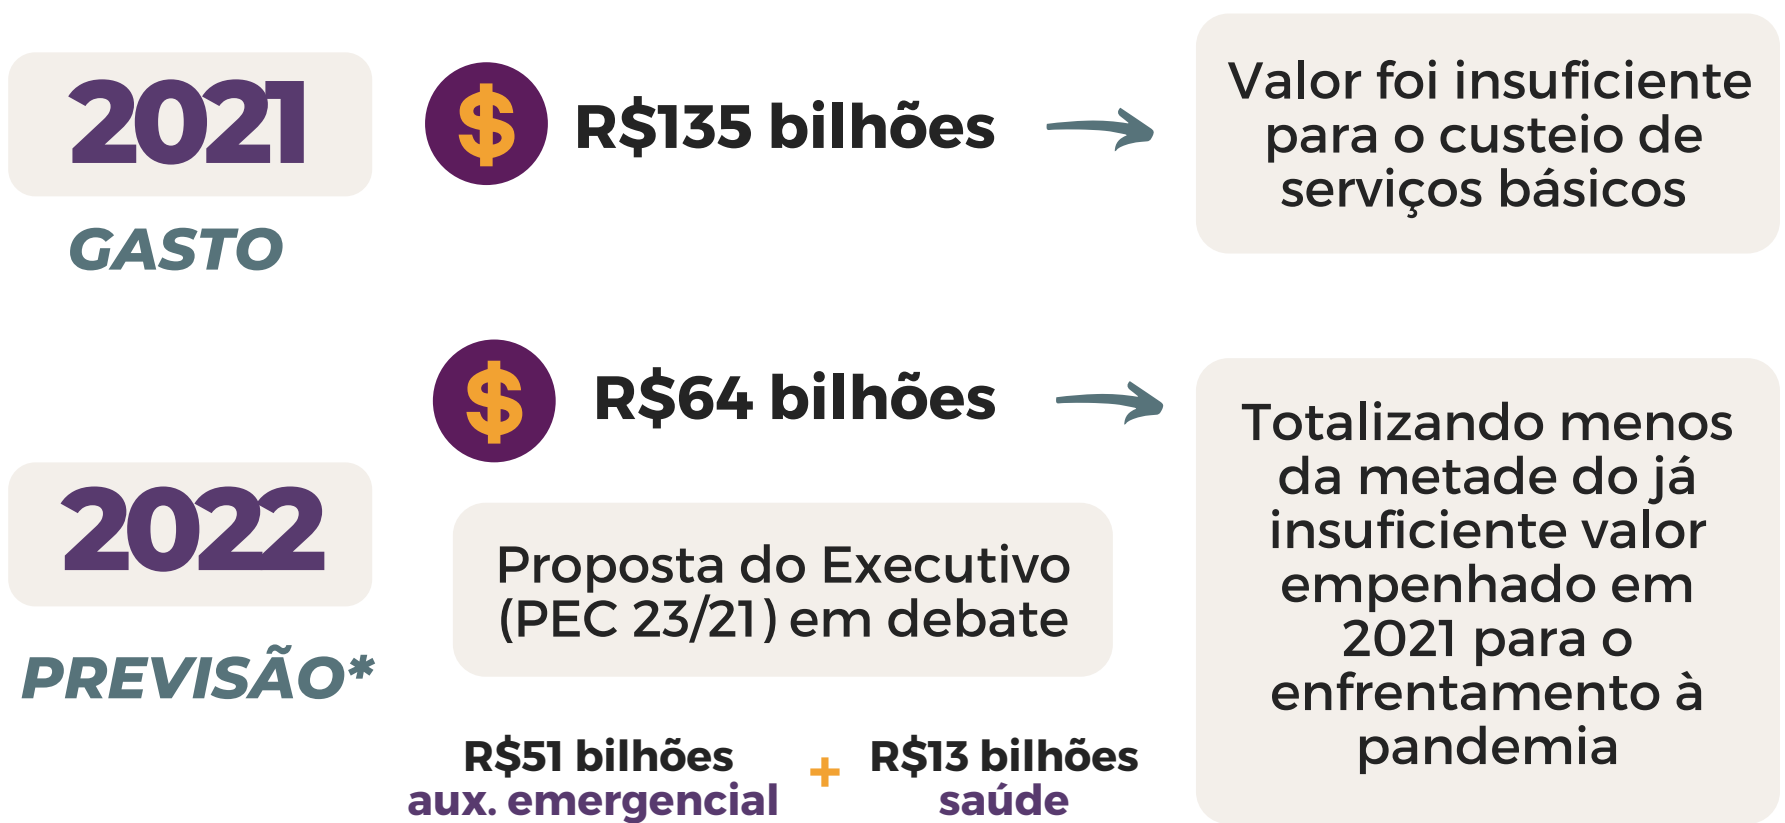 2021
GASTO
$
R$135 bilhões
Valor foi insuficiente
para o custeio de
serviços básicos
2022
PREVISÃO*
$
R$64 bilhões
Proposta do Executivo
(PEC 23/21) em debate
R$51 bilhões
aux. emergencial
+
R$13 bilhões
saúde
Totalizando menos
da metade do já
insuficiente valor
empenhado em
2021 para o
enfrentamento à
pandemia